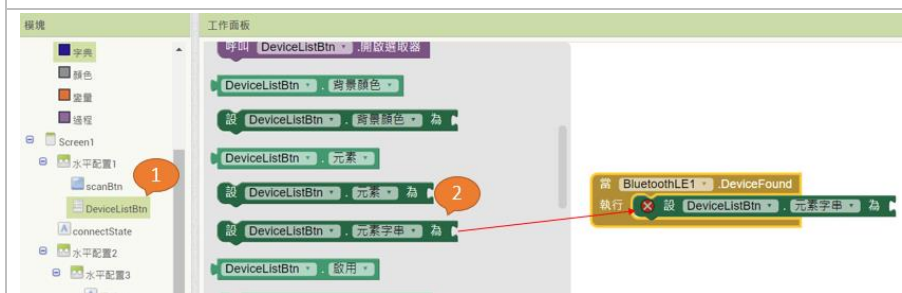 模塊
工作面板
字典
顏色
變量
過程
Screen1
水平配置1
scanBtn
DeviceListBtn
connectState
水平配置2
水平配置3
1
呼叫 DeviceListBtn .開啟選取器
DeviceListBtn . 背景顏色
設 DeviceListBtn . 背景顏色 為
DeviceListBtn . 元素
設 DeviceListBtn . 元素 為
2
設 DeviceListBtn . 元素字串 為
DeviceListBtn . 啟用
當 BluetoothLE1 .DeviceFound
執行 設 DeviceListBtn . 元素字串 為